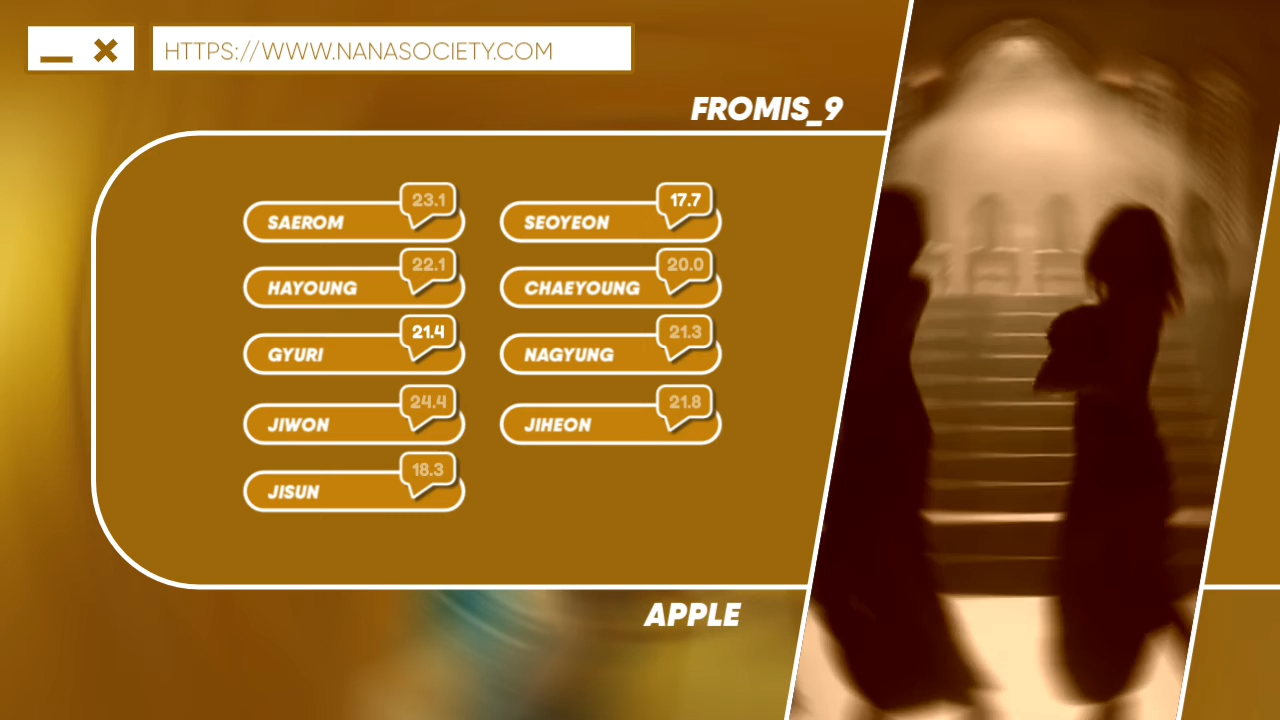 HTTPS://WWW.NANASOCIETY.COM
FROMIS_9
SAEROM 23.1
SEOYEON 17.7
HAYOUNG 22.1
CHAEYOUNG 20.0
GYURI 21.4
NAGYUNG 21.3
JIWON 24.4
JIHEON 21.8
JISUN 18.3
APPLE